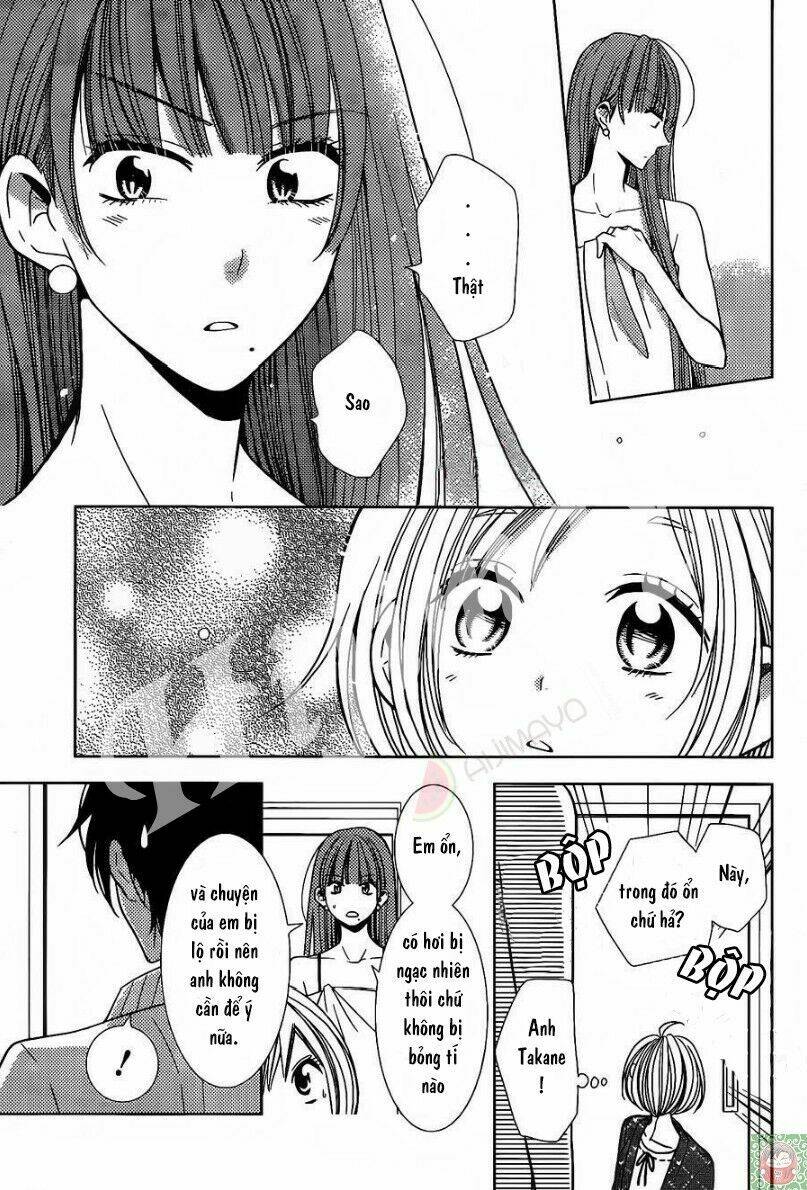 .
.
.
Thật
Sao
Này,
trong đó ổn
chứ hả?
BỘP
BỘP
Anh
Takane
!
Em ổn,
có hơi bị
ngạc nhiên
thôi chứ
không bị
bỏng tí
nào
và chuyện
của em bị
lộ rồi nên
anh không
cần để ý
nữa.
!
AIJIMAYO